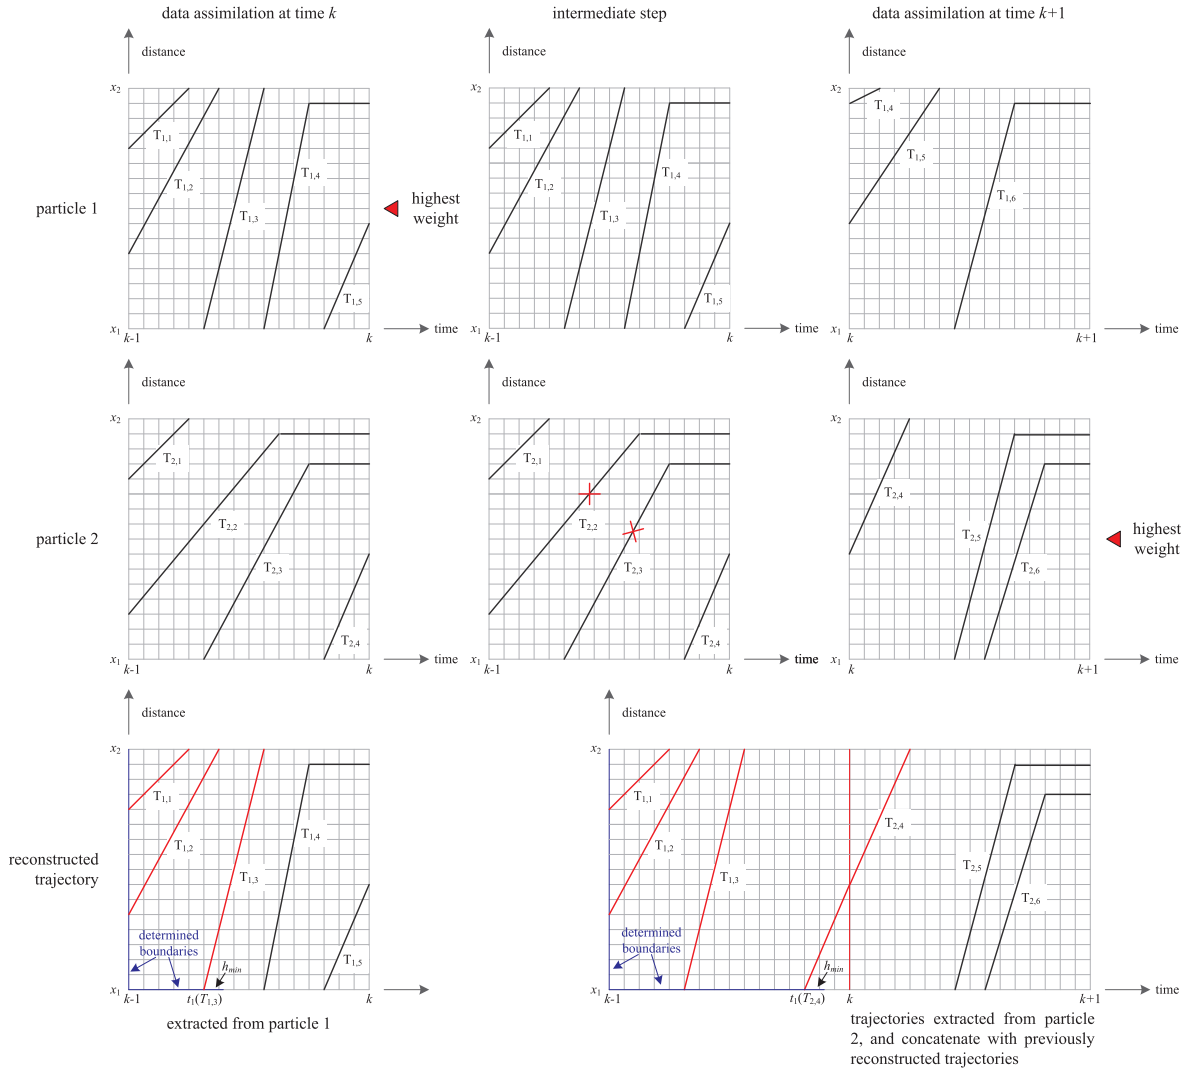 data assimilation at time k
intermediate step
data assimilation at time k+1
distance
distance
distance
x2
x2
x2
T1,1
T1,2
T1,3
T1,4
T1,5
T1,1
T1,2
T1,3
T1,4
T1,5
T1,4
T1,5
T1,6
particle 1
highest
weight
x1
k-1
k
time
x1
k-1
k
time
x1
k
k+1
time
distance
distance
distance
x2
x2
x2
T2,1
T2,2
T2,3
T2,4
T2,1
T2,2
T2,3
T2,4
T2,4
T2,5
T2,6
particle 2
highest
weight
x1
k-1
k
time
x1
k-1
k
time
x1
k
k+1
time
distance
distance
x2
x2
T1,1
T1,2
T1,3
T1,4
T1,5
T1,1
T1,2
T1,3
T2,4
T2,5
T2,6
reconstructed
trajectory
determined
boundaries
hmin
determined
boundaries
hmin
x1
k-1
t1(T1,3)
k
x1
k-1
t1(T2,4)
k
k+1
time
extracted from particle 1
trajectories extracted from particle
2, and concatenate with previously
reconstructed trajectories